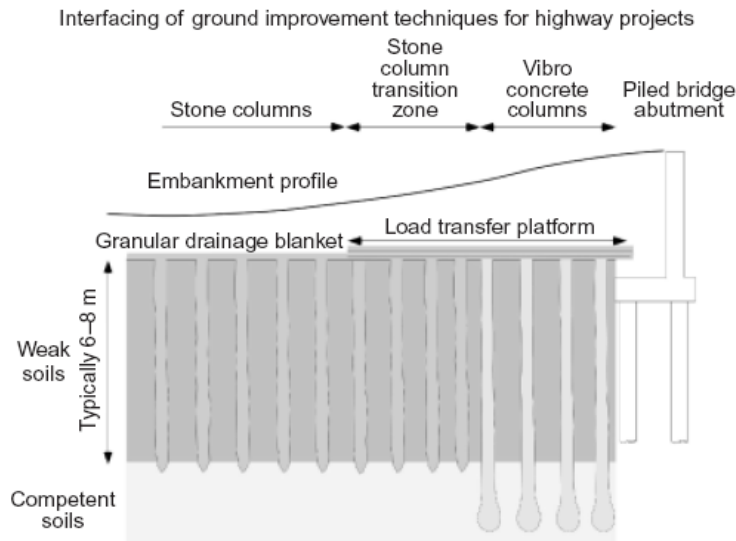 Interfacing of ground improvement techniques for highway projects
Stone
column
transition
zone
Vibro
concrete
columns
Piled bridge
abutment
Stone columns
Embankment profile
Load transfer platform
Granular drainage blanket
Weak
soils
Typically 6–8 m
Competent
soils